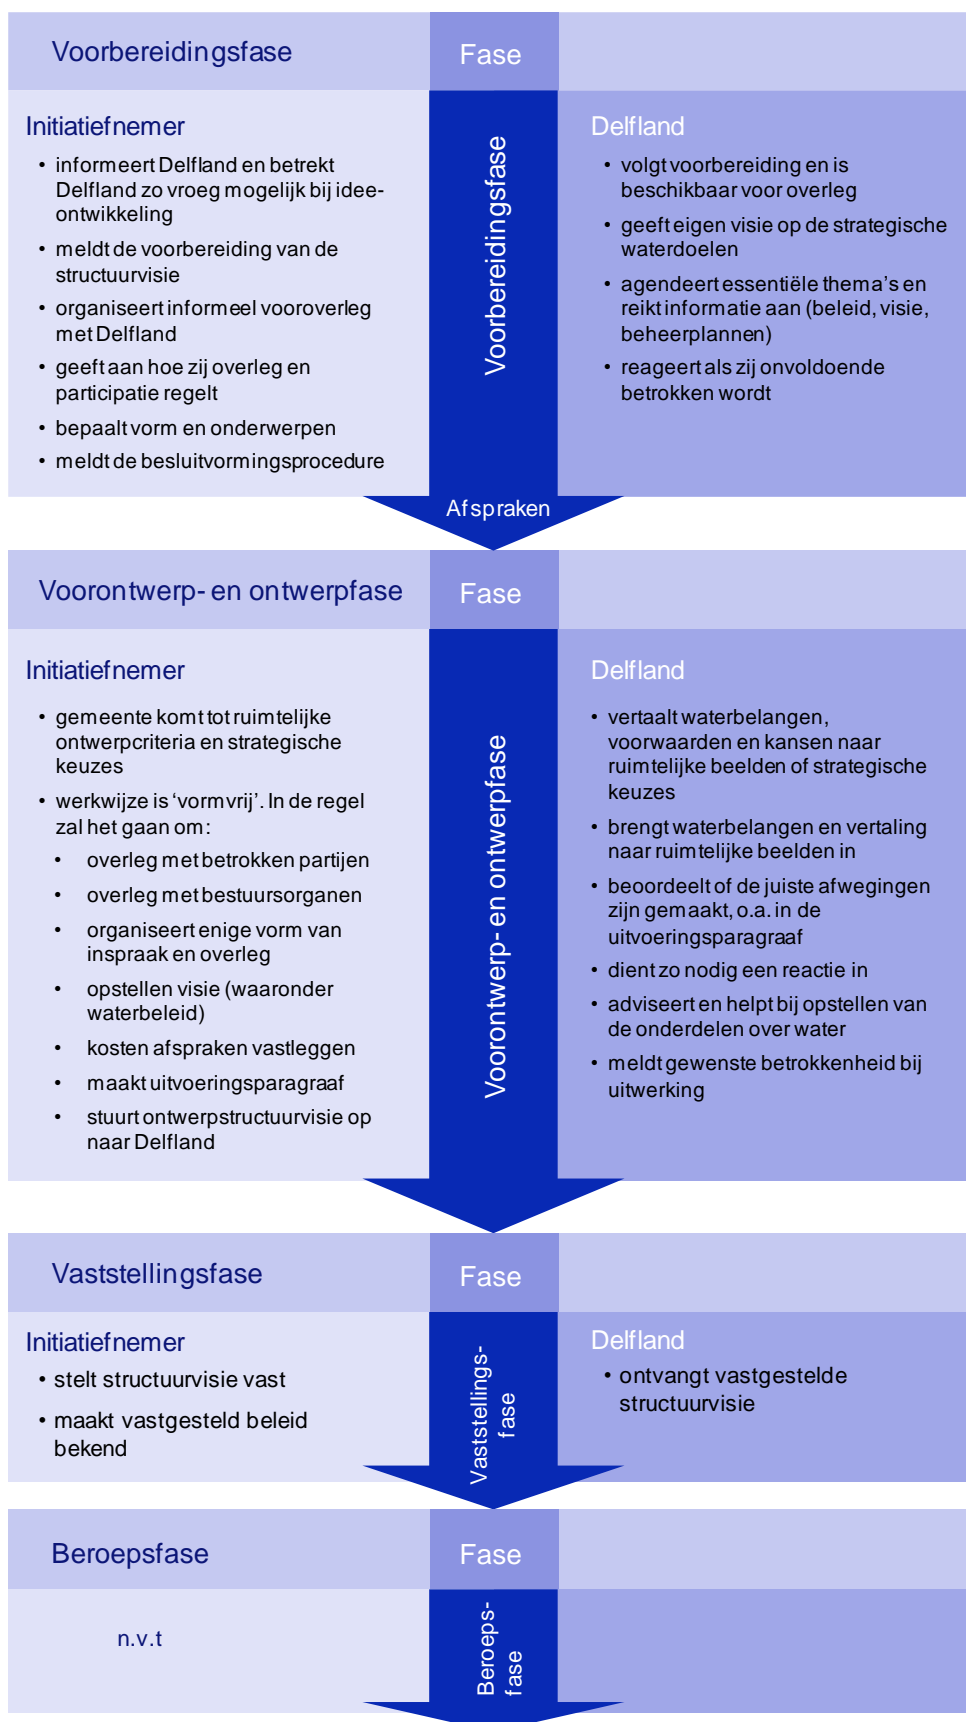 Voorbereidingsfase
Fase
Initiatiefnemer
• informeert Delfland en betrekt
Delfland zo vroeg mogelijk bij idee-
ontwikkeling
• meldt de voorbereiding van de
structuurvisie
• organiseert informeel vooroverleg
met Delfland
• geeft aan hoe zij overleg en
participatie regelt
• bepaalt vorm en onderwerpen
• meldt de besluitvormingsprocedure
Voorbereidingsfase
Delfland
• volgt voorbereiding en is
beschikbaar voor overleg
• geeft eigen visie op de strategische
waterdoelen
• agendeert essentiële thema’s en
reikt informatie aan (beleid, visie,
beheerplannen)
• reageert als zij onvoldoende
betrokken wordt
Afspraken
Voorontwerp- en ontwerpfase
Fase
Initiatiefnemer
• gemeente komt tot ruimtelijke
ontwerpcriteria en strategische
keuzes
• werkwijze is ‘vormvrij’. In de regel
zal het gaan om:
• overleg met betrokken partijen
• overleg met bestuursorganen
• organiseert enige vorm van
inspraak en overleg
• opstellen visie (waaronder
waterbeleid)
• kosten afspraken vastleggen
• maakt uitvoeringsparagraaf
• stuurt ontwerpstructuurvisie op
naar Delfland
Voorontwerp- en ontwerpfase
Delfland
• vertaalt waterbelangen,
voorwaarden en kansen naar
ruimtelijke beelden of strategische
keuzes
• brengt waterbelangen en vertaling
naar ruimtelijke beelden in
• beoordeelt of de juiste afwegingen
zijn gemaakt, o.a. in de
uitvoeringsparagraaf
• dient zo nodig een reactie in
• adviseert en helpt bij opstellen van
de onderdelen over water
• meldt gewenste betrokkenheid bij
uitwerking
Vaststellingsfase
Fase
Initiatiefnemer
• stelt structuurvisie vast
• maakt vastgesteld beleid
bekend
Vaststellings-
fase
Delfland
• ontvangt vastgestelde
structuurvisie
Beroepsfase
Fase
n.v.t
Beroeps-
fase